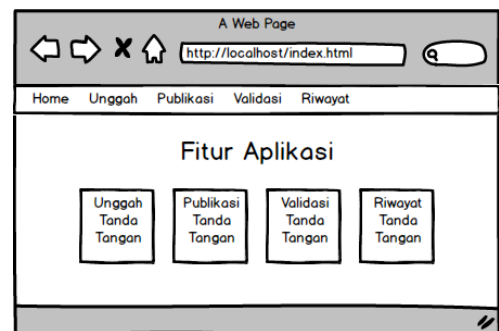 A Web Page
http://localhost/index.html
Home Unggah Publikasi Validasi Riwayat
Fitur Aplikasi
Unggah
Tanda
Tangan
Publikasi
Tanda
Tangan
Validasi
Tanda
Tangan
Riwayat
Tanda
Tangan